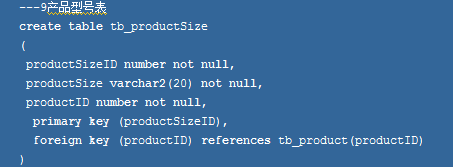 ---9产品型号表
create table tb_productSize
(
productSizeID number not null,
productSize varchar2(20) not null,
productID number not null,
primary key (productSizeID),
foreign key (productID) references tb_product(productID)
)